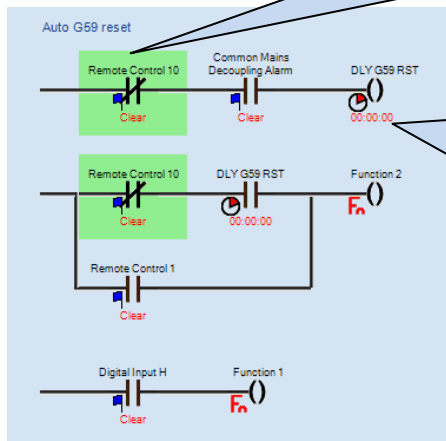 Auto G59 reset
Remote Control 10
Common Mains
Decoupling Alarm
DLY G59 RST
Clear
Clear
00:00:00
Remote Control 10
DLY G59 RST
Function 2
Clear
00:00:00
Fn
Remote Control 1
Clear
Digital Input H
Function 1
Clear
Fn